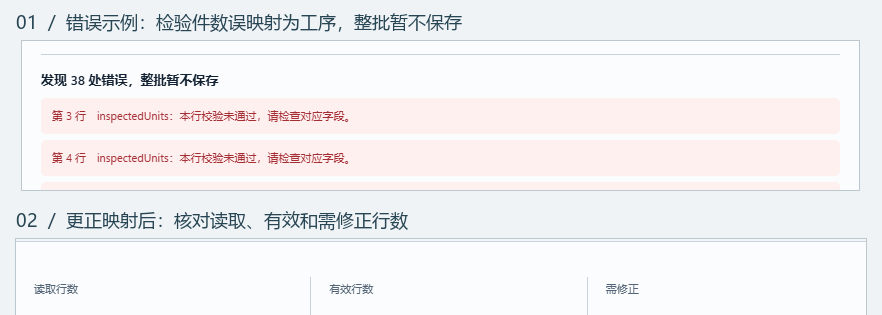 01 / 错误示例：检验件数误映射为工序，整批暂不保存
发现 38 处错误，整批暂不保存
第 3 行 inspectedUnits：本行校验未通过，请检查对应字段。
第 4 行 inspectedUnits：本行校验未通过，请检查对应字段。
02 / 更正映射后：核对读取、有效和需修正行数
读取行数
有效行数
需修正